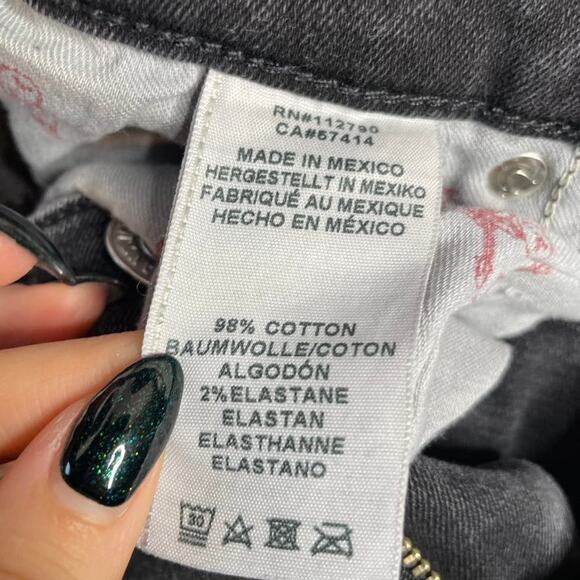 RN#112790
CA#57414
MADE IN MEXICO
HERGESTELLT IN MEXIKO
FABRIQUÉ AU MEXIQUE
HECHO EN MÉXICO
98% COTTON
BAUMWOLLE/COTON
ALGODÓN
2% ELASTANE
ELASTAN
ELASTHANNE
ELASTANO
30